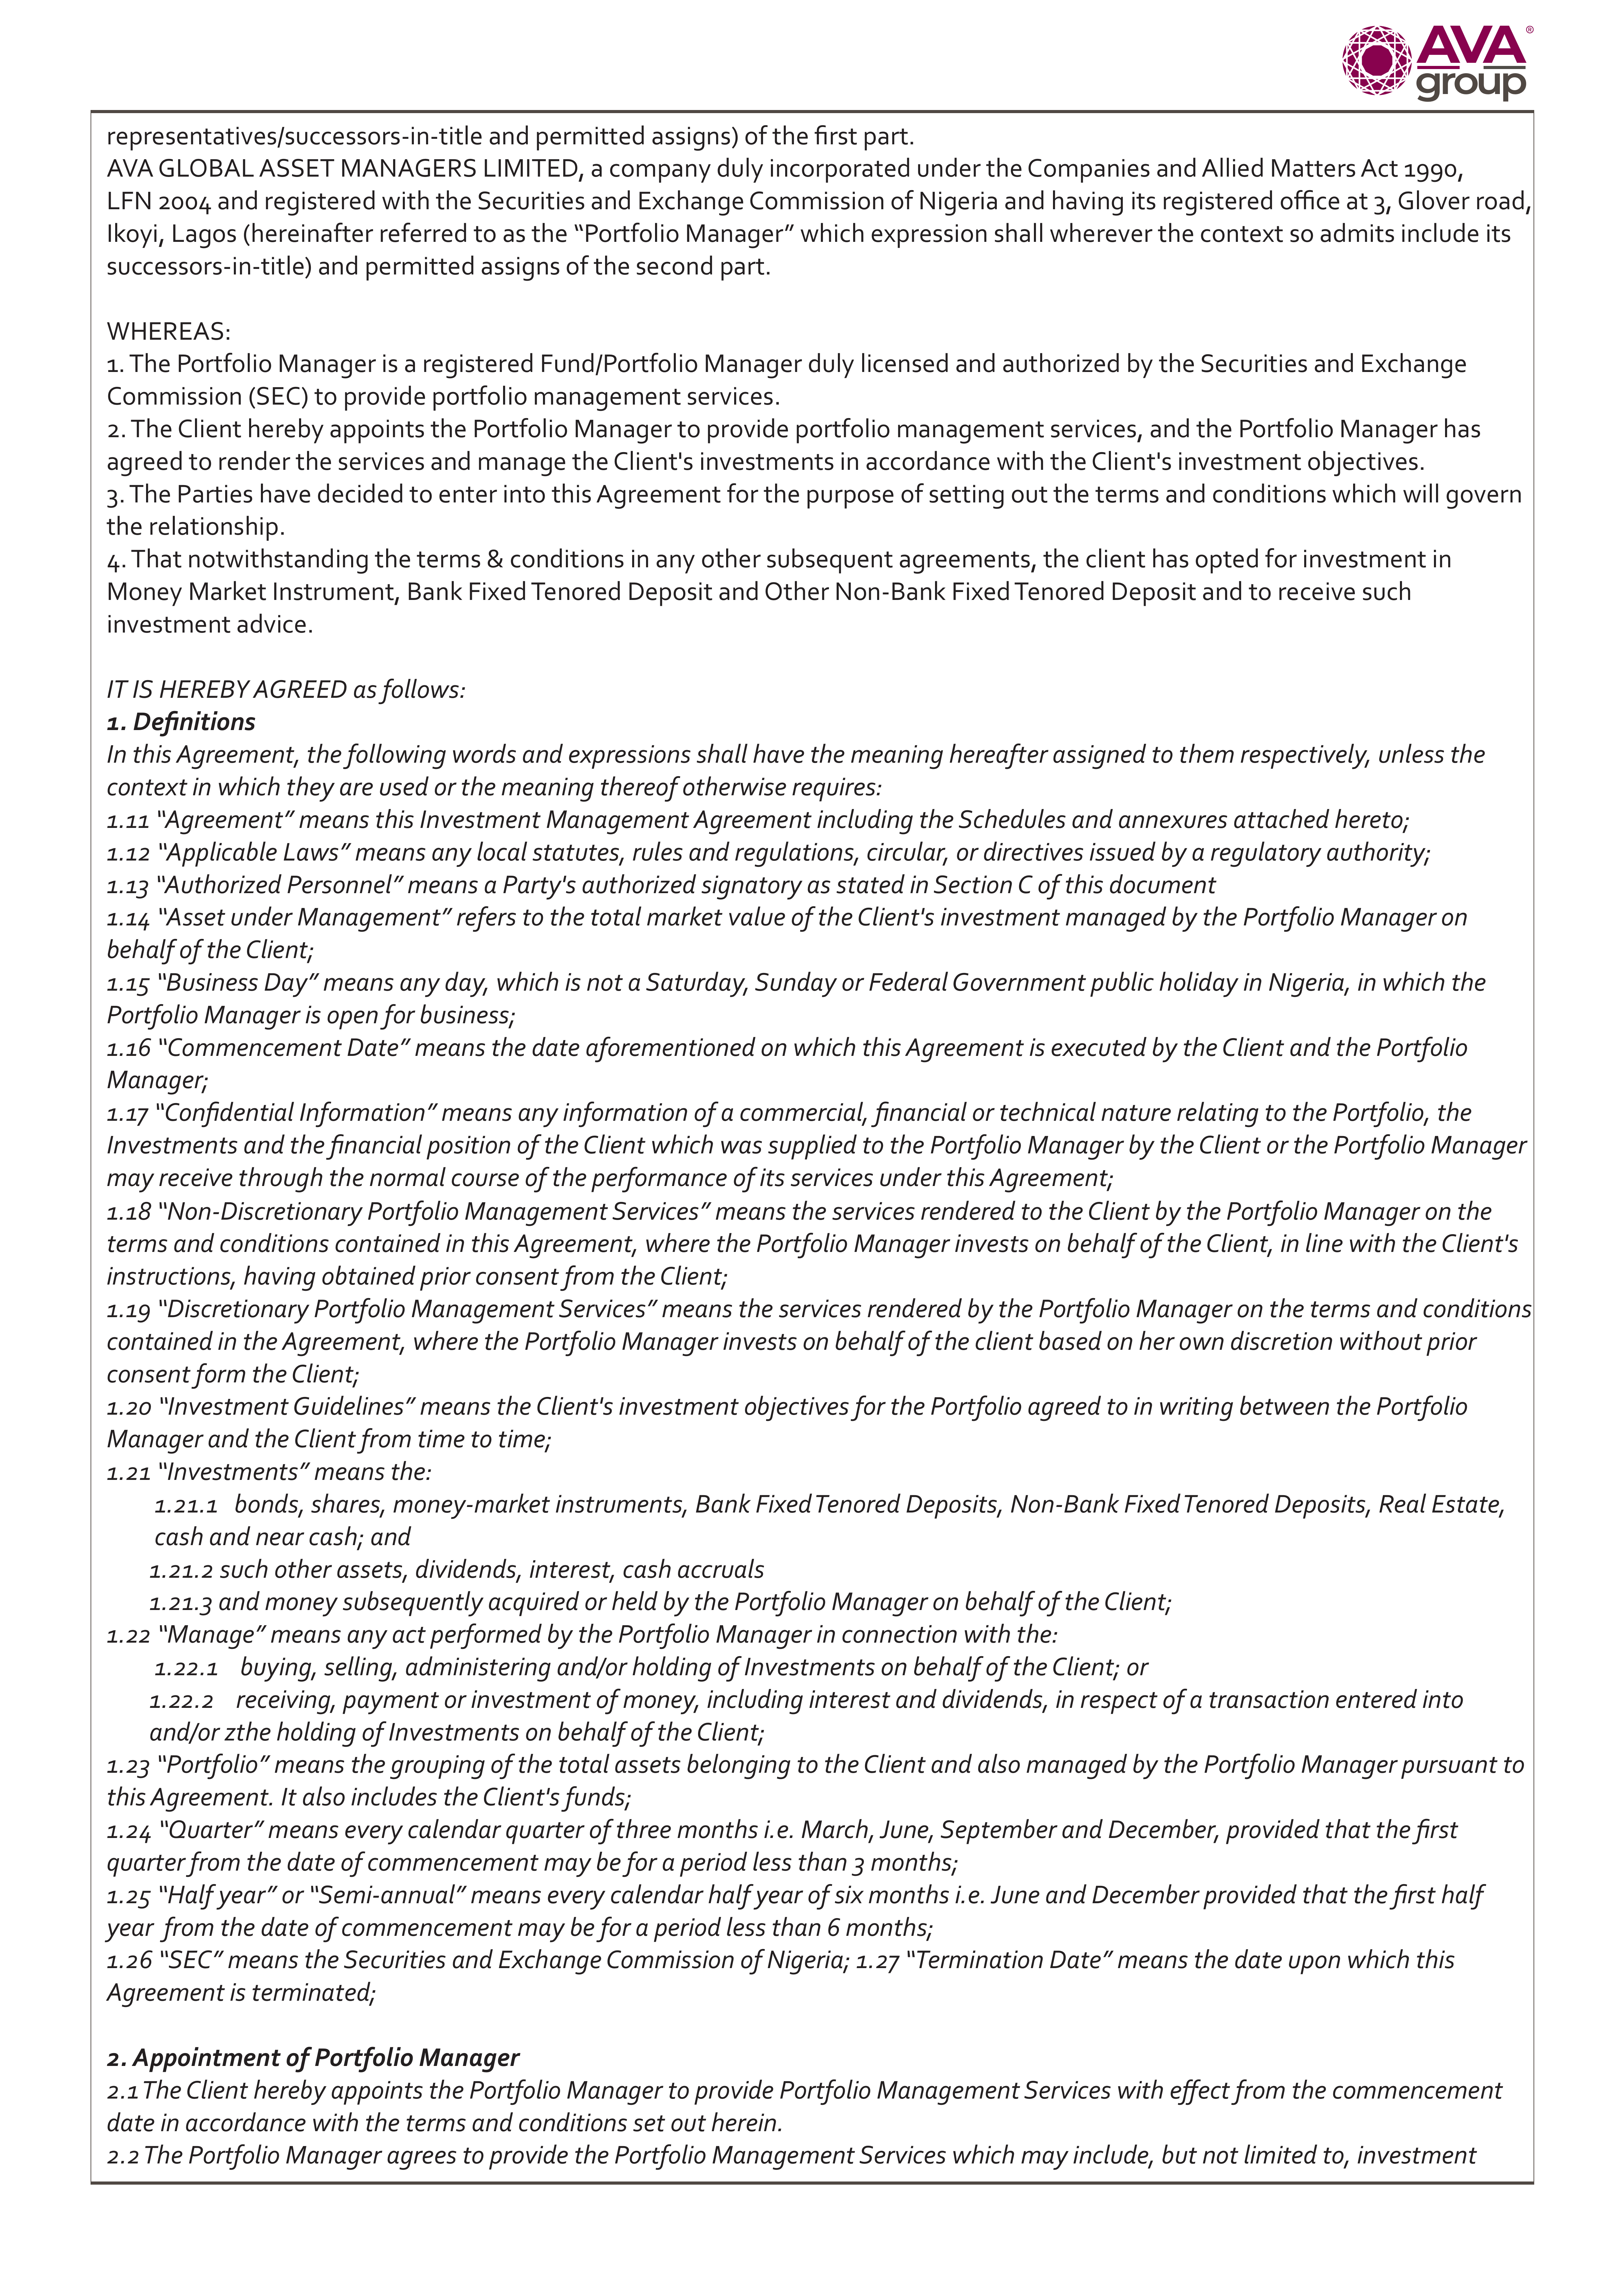 AVA®
group
representatives/successors-in-title and permitted assigns) of the first part.
AVA GLOBAL ASSET MANAGERS LIMITED, a company duly incorporated under the Companies and Allied Matters Act 1990,
LFN 2004 and registered with the Securities and Exchange Commission of Nigeria and having its registered office at 3, Glover road,
Ikoyi, Lagos (hereinafter referred to as the “Portfolio Manager” which expression shall wherever the context so admits include its
successors-in-title) and permitted assigns of the second part.
WHEREAS:
1. The Portfolio Manager is a registered Fund/Portfolio Manager duly licensed and authorized by the Securities and Exchange
Commission (SEC) to provide portfolio management services.
2. The Client hereby appoints the Portfolio Manager to provide portfolio management services, and the Portfolio Manager has
agreed to render the services and manage the Client's investments in accordance with the Client's investment objectives.
3. The Parties have decided to enter into this Agreement for the purpose of setting out the terms and conditions which will govern
the relationship.
4. That notwithstanding the terms & conditions in any other subsequent agreements, the client has opted for investment in
Money Market Instrument, Bank Fixed Tenored Deposit and Other Non-Bank Fixed Tenored Deposit and to receive such
investment advice.
IT IS HEREBY AGREED as follows:
1. Definitions
In this Agreement, the following words and expressions shall have the meaning hereafter assigned to them respectively, unless the
context in which they are used or the meaning thereof otherwise requires:
1.11 “Agreement” means this Investment Management Agreement including the Schedules and annexures attached hereto;
1.12 “Applicable Laws” means any local statutes, rules and regulations, circular, or directives issued by a regulatory authority;
1.13 “Authorized Personnel” means a Party's authorized signatory as stated in Section C of this document
1.14 “Asset under Management” refers to the total market value of the Client's investment managed by the Portfolio Manager on
behalf of the Client;
1.15 “Business Day” means any day, which is not a Saturday, Sunday or Federal Government public holiday in Nigeria, in which the
Portfolio Manager is open for business;
1.16 “Commencement Date” means the date aforementioned on which this Agreement is executed by the Client and the Portfolio
Manager;
1.17 “Confidential Information” means any information of a commercial, financial or technical nature relating to the Portfolio, the
Investments and the financial position of the Client which was supplied to the Portfolio Manager by the Client or the Portfolio Manager
may receive through the normal course of the performance of its services under this Agreement;
1.18 “Non-Discretionary Portfolio Management Services” means the services rendered to the Client by the Portfolio Manager on the
terms and conditions contained in this Agreement, where the Portfolio Manager invests on behalf of the Client, in line with the Client's
instructions, having obtained prior consent from the Client;
1.19 “Discretionary Portfolio Management Services” means the services rendered by the Portfolio Manager on the terms and conditions
contained in the Agreement, where the Portfolio Manager invests on behalf of the client based on her own discretion without prior
consent form the Client;
1.20 “Investment Guidelines” means the Client's investment objectives for the Portfolio agreed to in writing between the Portfolio
Manager and the Client from time to time;
1.21 “Investments” means the:
1.21.1 bonds, shares, money-market instruments, Bank Fixed Tenored Deposits, Non-Bank Fixed Tenored Deposits, Real Estate,
cash and near cash; and
1.21.2 such other assets, dividends, interest, cash accruals
1.21.3 and money subsequently acquired or held by the Portfolio Manager on behalf of the Client;
1.22 “Manage” means any act performed by the Portfolio Manager in connection with the:
1.22.1 buying, selling, administering and/or holding of Investments on behalf of the Client; or
1.22.2 receiving, payment or investment of money, including interest and dividends, in respect of a transaction entered into
and/or zthe holding of Investments on behalf of the Client;
1.23 “Portfolio” means the grouping of the total assets belonging to the Client and also managed by the Portfolio Manager pursuant to
this Agreement. It also includes the Client's funds;
1.24 “Quarter” means every calendar quarter of three months i.e. March, June, September and December, provided that the first
quarter from the date of commencement may be for a period less than 3 months;
1.25 “Half year” or “Semi-annual” means every calendar half year of six months i.e. June and December provided that the first half
year from the date of commencement may be for a period less than 6 months;
1.26 “SEC” means the Securities and Exchange Commission of Nigeria; 1.27 “Termination Date” means the date upon which this
Agreement is terminated;
2. Appointment of Portfolio Manager
2.1 The Client hereby appoints the Portfolio Manager to provide Portfolio Management Services with effect from the commencement
date in accordance with the terms and conditions set out herein.
2.2 The Portfolio Manager agrees to provide the Portfolio Management Services which may include, but not limited to, investment